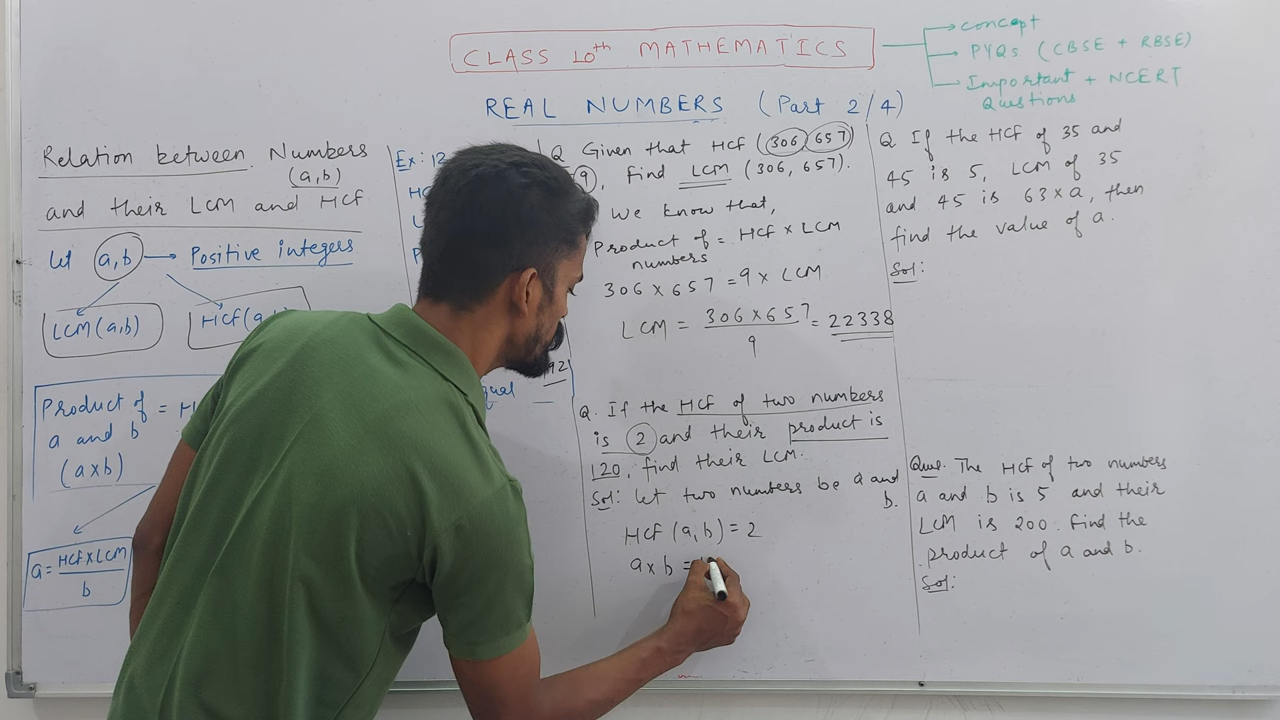 CLASS 10th MATHEMATICS
concept
PYQs (CBSE + RBSE)
Important + NCERT
Questions
REAL NUMBERS (Part 2/4)
Relation between Numbers
(a,b)
and their LCM and HCF
Let a,b → Positive integers
LCM(a,b)
HCF(a,
Product of = H
a and b
(a×b)
a = HCF×LCM
b
Ex: 12
Q Given that HCF (306, 657)
9, find LCM (306, 657).
We know that,
Product of = HCF × LCM
numbers
306 × 657 = 9 × LCM
LCM = 306×657 = 22338
9
Q. If the HCF of two numbers
is 2 and their product is
120, find their LCM.
Sol: let two numbers be a and
b.
HCF (a,b) = 2
a×b =
Q If the HCF of 35 and
45 is 5, LCM of 35
and 45 is 63×a, then
find the value of a.
Sol:
Ques. The HCF of two numbers
a and b is 5 and their
LCM is 200. Find the
product of a and b.
Sol: